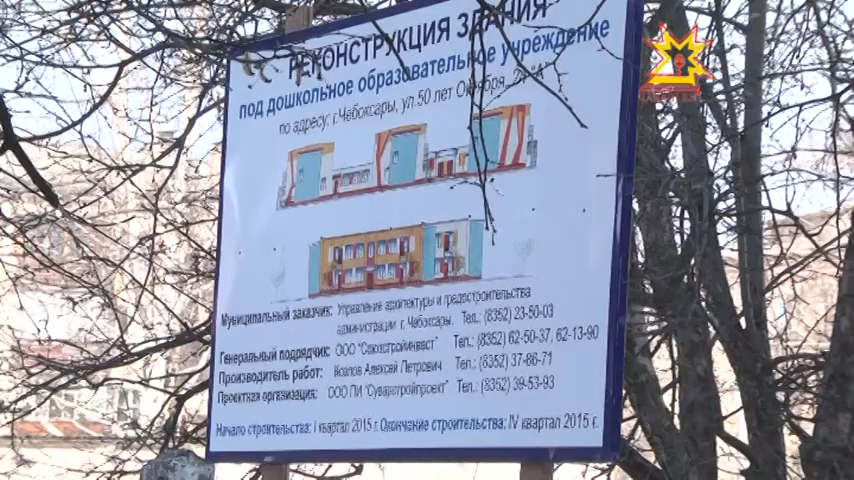 РЕКОНСТРУКЦИЯ ЗДАНИЯ
под дошкольное образовательное учреждение
по адресу: г.Чебоксары, ул.50 лет Октября, "А"
Муниципальный заказчик: Управление архитектуры и градостроительства
администрации г. Чебоксары. Тел.: (8352) 23-50-03
Генеральный подрядчик: ООО "Союзстройинвест" Тел.: (8352) 62-50-37, 62-13-90
Производитель работ: Козлов Алексей Петрович Тел.: (8352) 37-86-71
Проектная организация: ООО ПИ "Суварстройпроект" Тел.: (8352) 39-53-93
Начало строительства: I квартал 2015 г. Окончание строительства: IV квартал 2015 г.